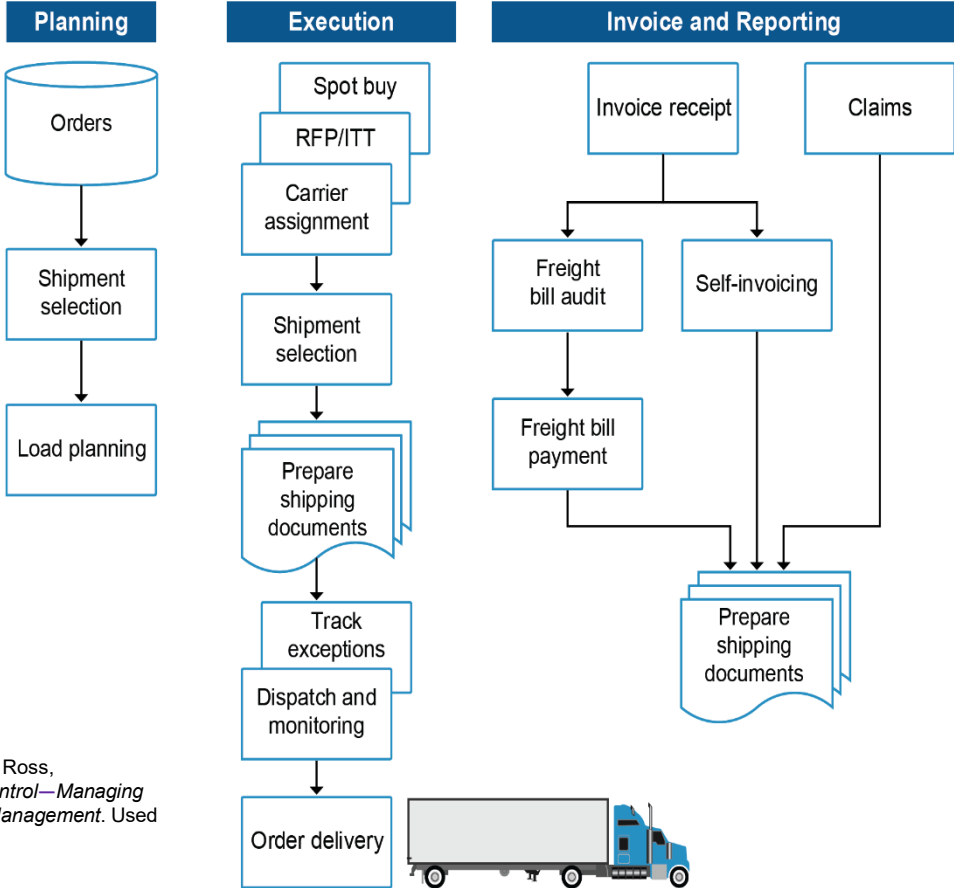 Planning
Orders
Shipment
selection
Load planning
Execution
Spot buy
RFP/ITT
Carrier
assignment
Shipment
selection
Prepare
shipping
documents
Track
exceptions
Dispatch and
monitoring
Order delivery
Invoice and Reporting
Invoice receipt
Claims
Freight
bill audit
Self-invoicing
Freight bill
payment
Prepare
shipping
documents
Ross,
ntrol—Managing
Management. Used